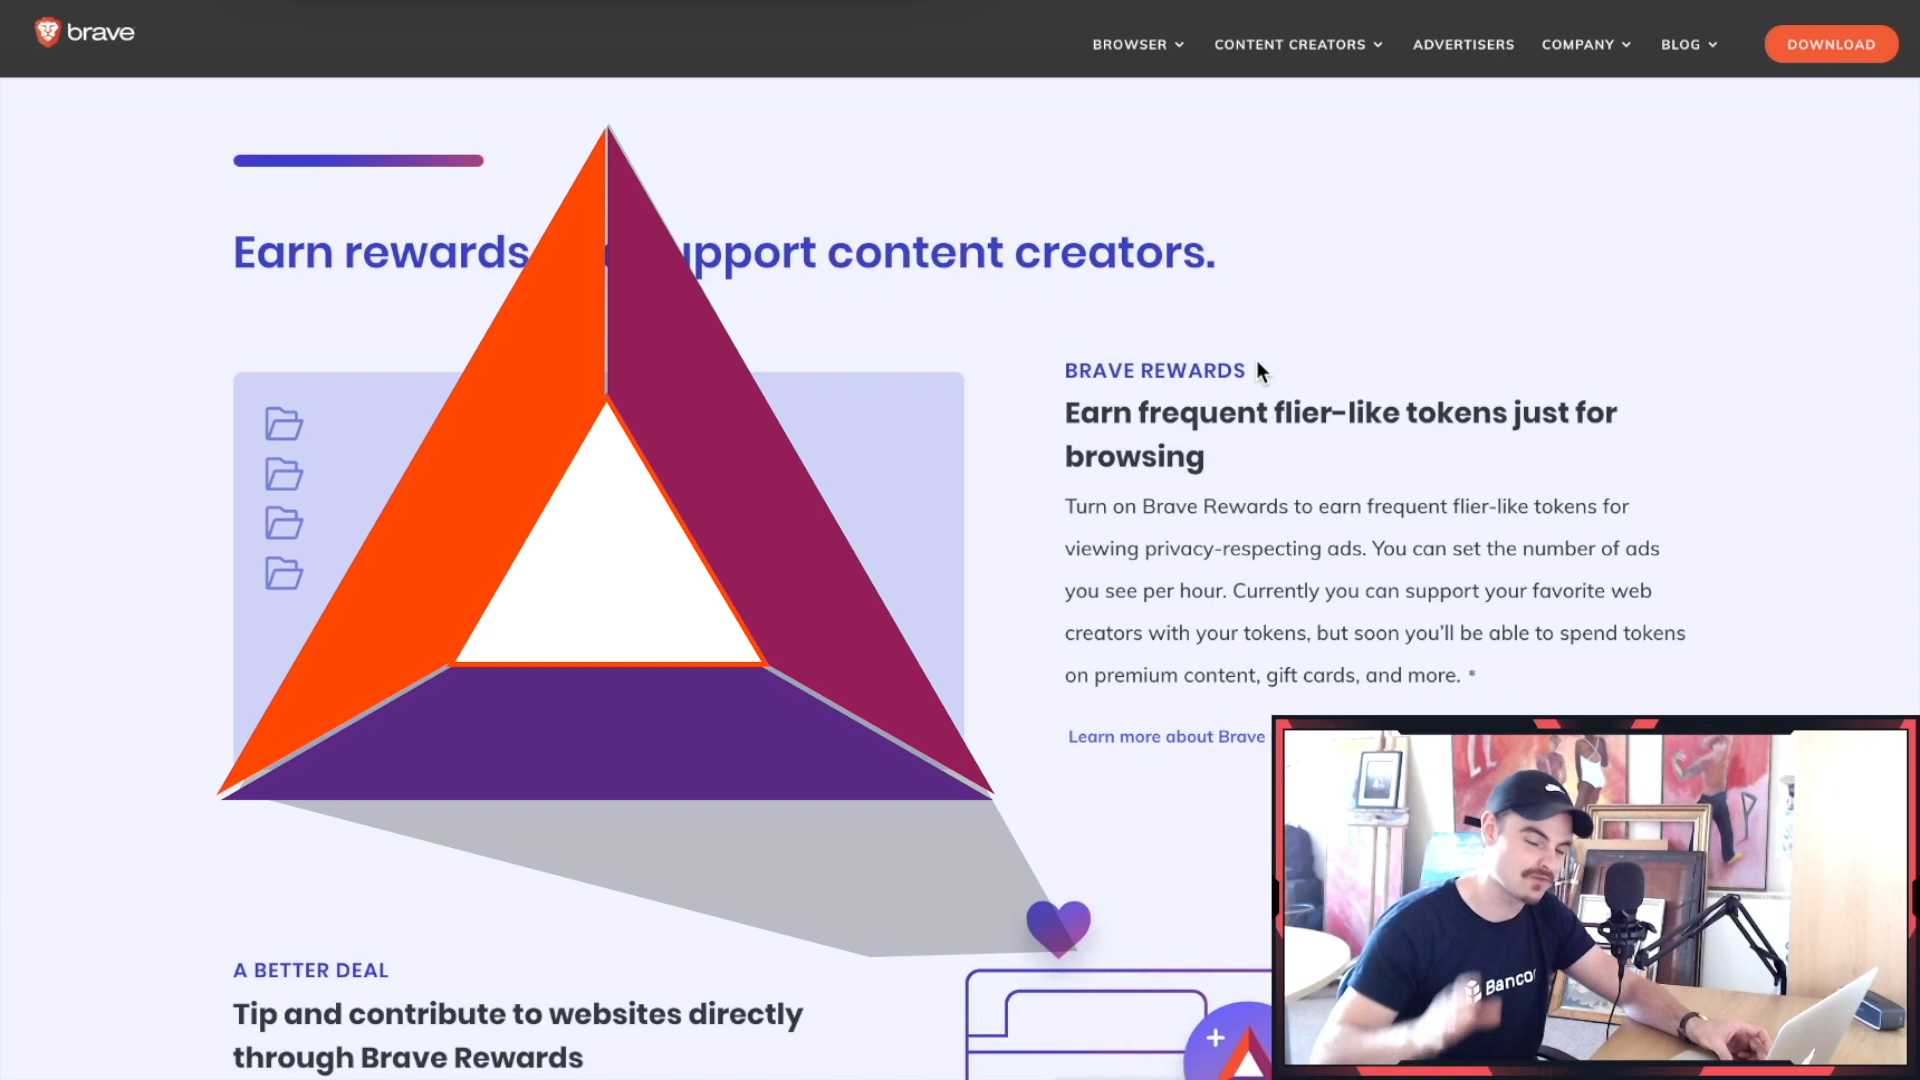 brave
BROWSER
CONTENT CREATORS
ADVERTISERS
COMPANY
BLOG
DOWNLOAD
Earn rewards upport content creators.
BRAVE REWARDS
Earn frequent flier-like tokens just for
browsing
Turn on Brave Rewards to earn frequent flier-like tokens for
viewing privacy-respecting ads. You can set the number of ads
you see per hour. Currently you can support your favorite web
creators with your tokens, but soon you'll be able to spend tokens
on premium content, gift cards, and more. *
Learn more about Brave
A BETTER DEAL
Tip and contribute to websites directly
through Brave Rewards
Bancor